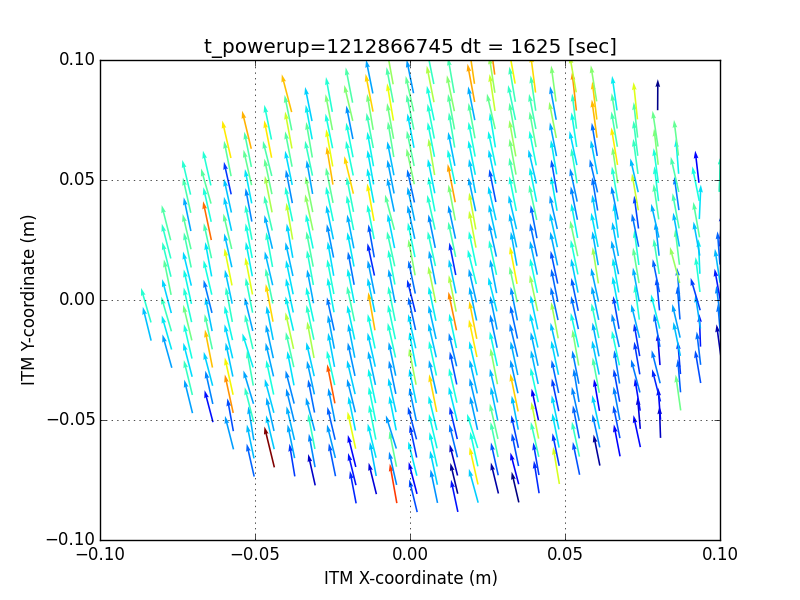 t_powerup=1212866745 dt = 1625 [sec]
0.10
0.05
0.00
−0.05
−0.10
ITM Y-coordinate (m)
−0.10 −0.05 0.00 0.05 0.10
ITM X-coordinate (m)